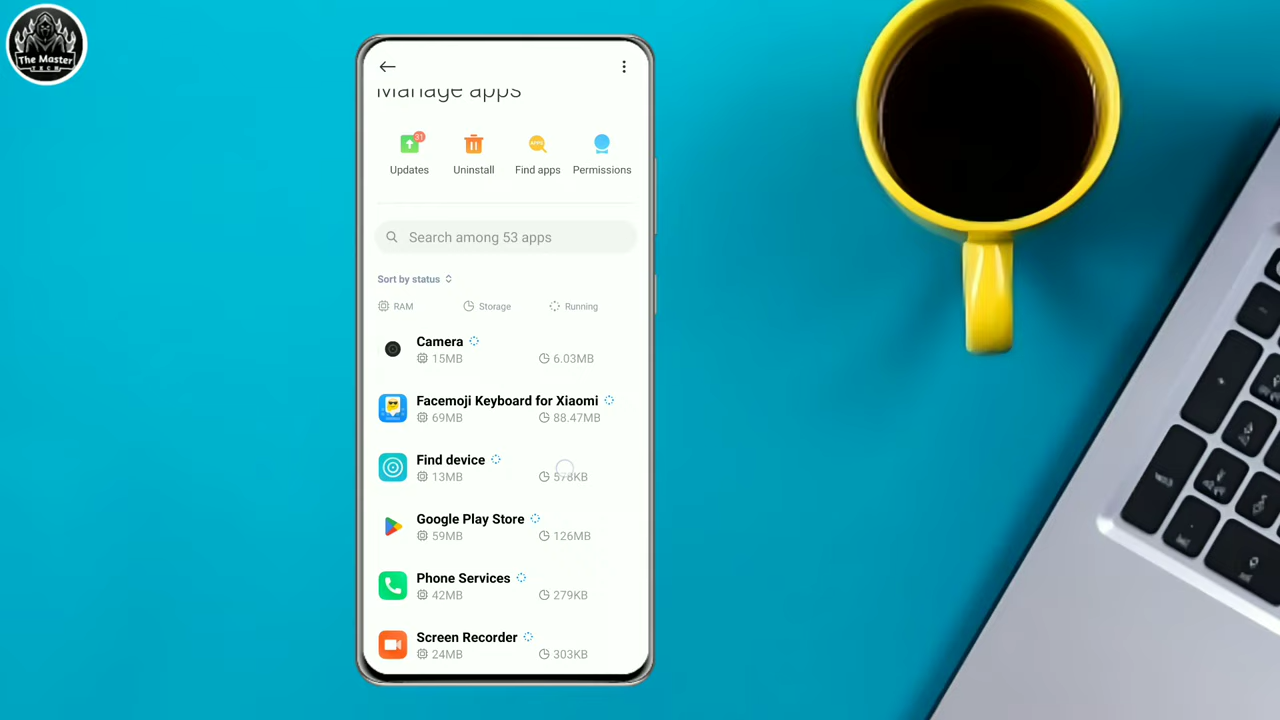 The Master
TECH
Manage apps
31
Updates
Uninstall
Find apps
Permissions
Search among 53 apps
Sort by status
RAM
Storage
Running
Camera
15MB
6.03MB
Facemoji Keyboard for Xiaomi
69MB
88.47MB
Find device
13MB
578KB
Google Play Store
59MB
126MB
Phone Services
42MB
279KB
Screen Recorder
24MB
303KB